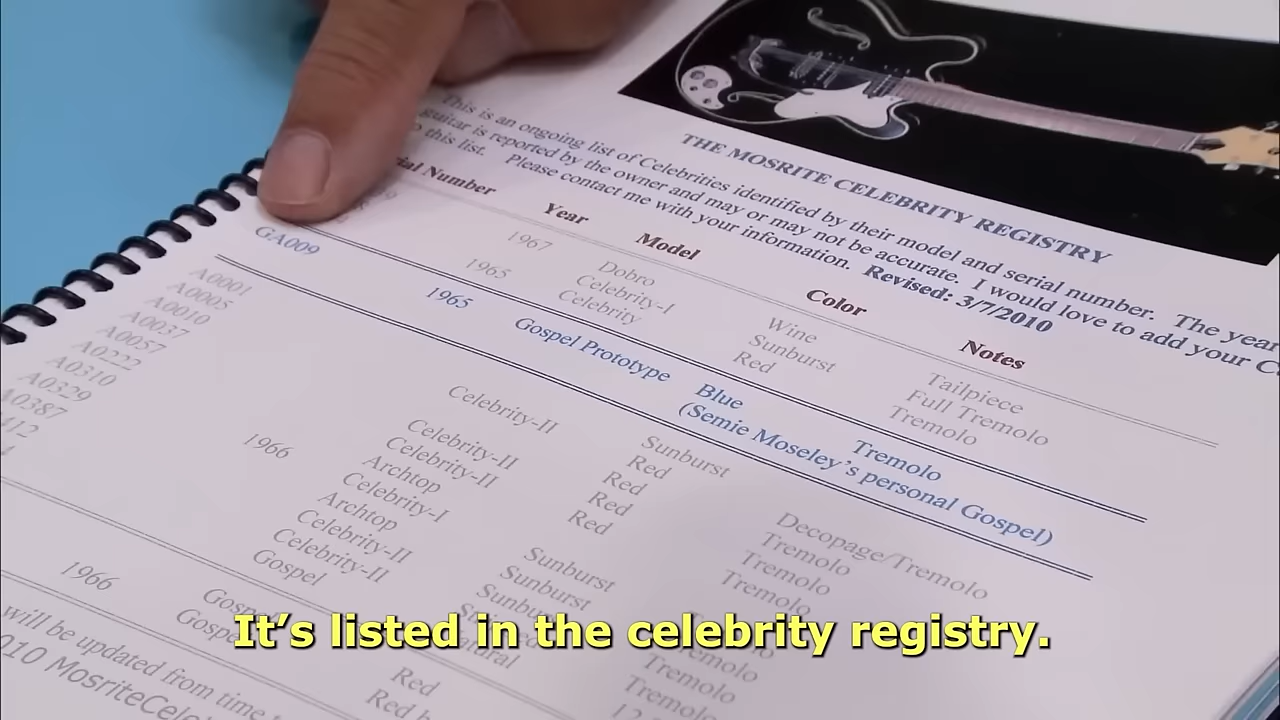 THE MOSRITE CELEBRITY REGISTRY
This is an ongoing list of Celebrities identified by their model and serial number. The year
guitar is reported by the owner and may or may not be accurate. I would love to add your
this list. Please contact me with your information. Revised: 3/7/2010
Number Year Model Color Notes
1967 Dobro Wine Tailpiece
1965 Celebrity-I Sunburst Full Tremolo
Celebrity Red Tremolo
GA009 1965 Gospel Prototype Blue Tremolo
(Semie Moseley’s personal Gospel)
A0001 Celebrity-II Sunburst Decopage/Tremolo
A0005 Celebrity-II Red Tremolo
A0010 1966 Celebrity-II Red Tremolo
A0037 Archtop Red Tremolo
A0057 Celebrity-I
A0222 Archtop Sunburst
A0310 Celebrity-II Sunburst
A0329 Celebrity-II
A0387 Gospel
1966
Red Tremolo
Red Tremolo
will be updated from time
It’s listed in the celebrity registry.